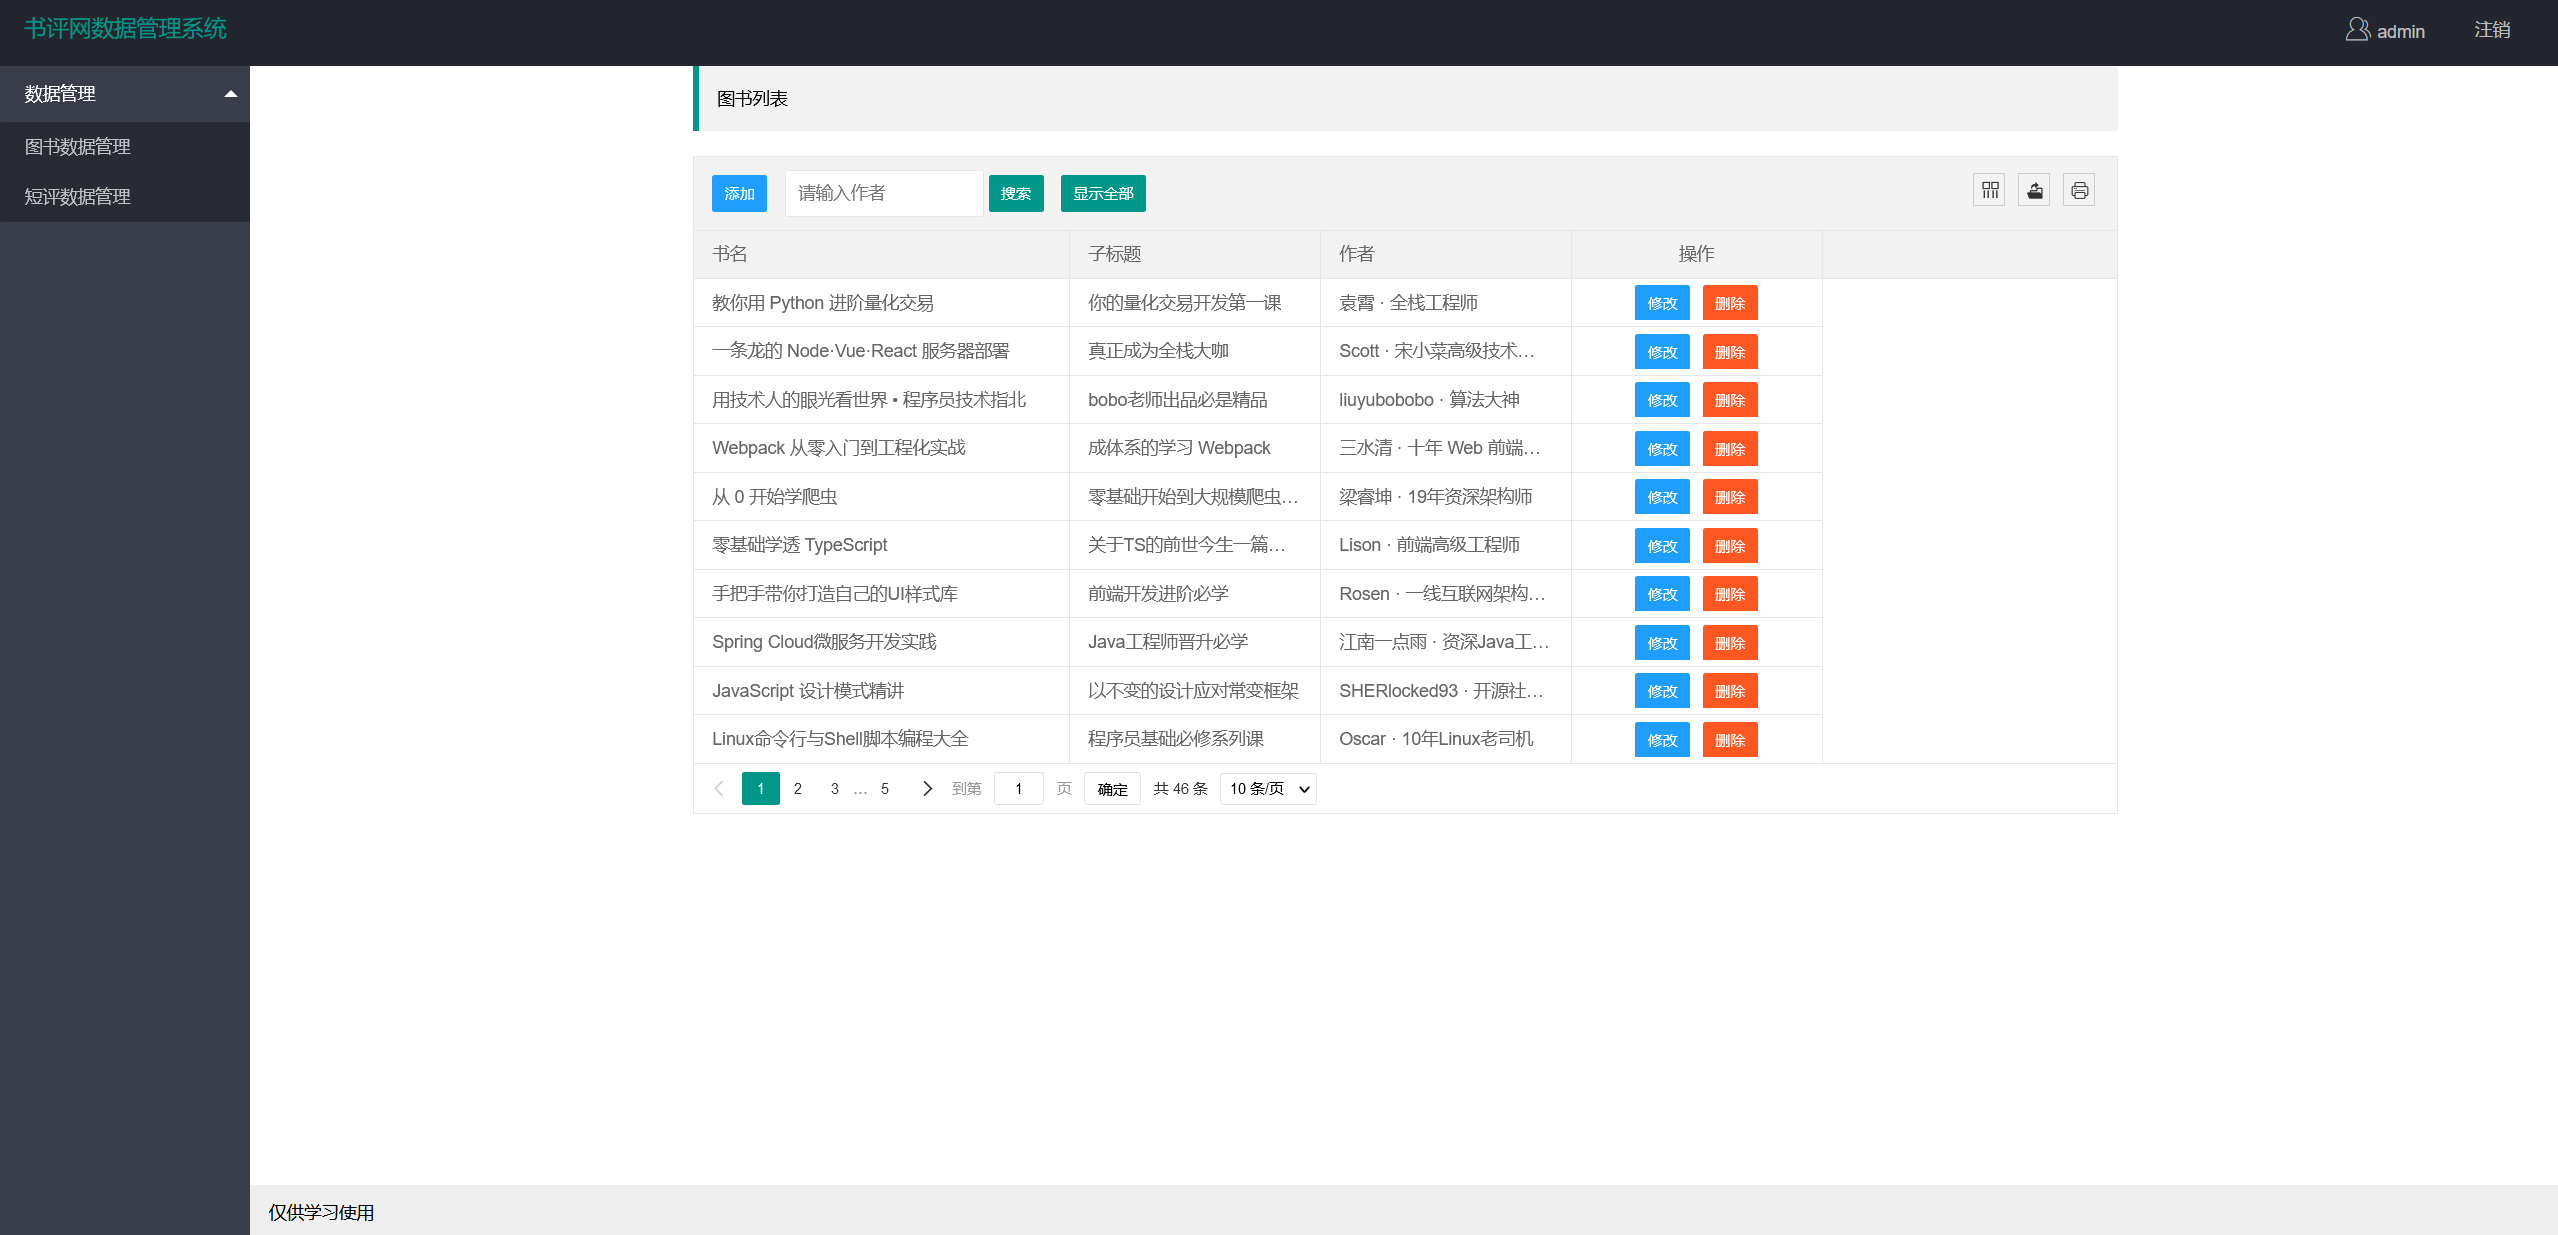 书评网数据管理系统
admin
注销
数据管理
图书数据管理
短评数据管理
图书列表
添加 请输入作者 搜索 显示全部
书名 子标题 作者 操作
教你用 Python 进阶量化交易 你的量化交易开发第一课 袁霄 · 全栈工程师 修改 删除
一条龙的 Node·Vue·React 服务器部署 真正成为全栈大咖 Scott · 宋小菜高级技术… 修改 删除
用技术人的眼光看世界 • 程序员技术指北 bobo老师出品必是精品 liuyubobobo · 算法大神 修改 删除
Webpack 从零入门到工程化实战 成体系的学习 Webpack 三水清 · 十年 Web 前端… 修改 删除
从 0 开始学爬虫 零基础开始到大规模爬虫… 梁睿坤 · 19年资深架构师 修改 删除
零基础学透 TypeScript 关于TS的前世今生一篇… Lison · 前端高级工程师 修改 删除
手把手带你打造自己的UI样式库 前端开发进阶必学 Rosen · 一线互联网架构… 修改 删除
Spring Cloud微服务开发实践 Java工程师晋升必学 江南一点雨 · 资深Java工… 修改 删除
JavaScript 设计模式精讲 以不变的设计应对常变框架 SHERlocked93 · 开源社… 修改 删除
Linux命令行与Shell脚本编程大全 程序员基础必修系列课 Oscar · 10年Linux老司机 修改 删除
1 2 3 … 5 到第 1 页 确定 共 46 条 10 条/页
仅供学习使用